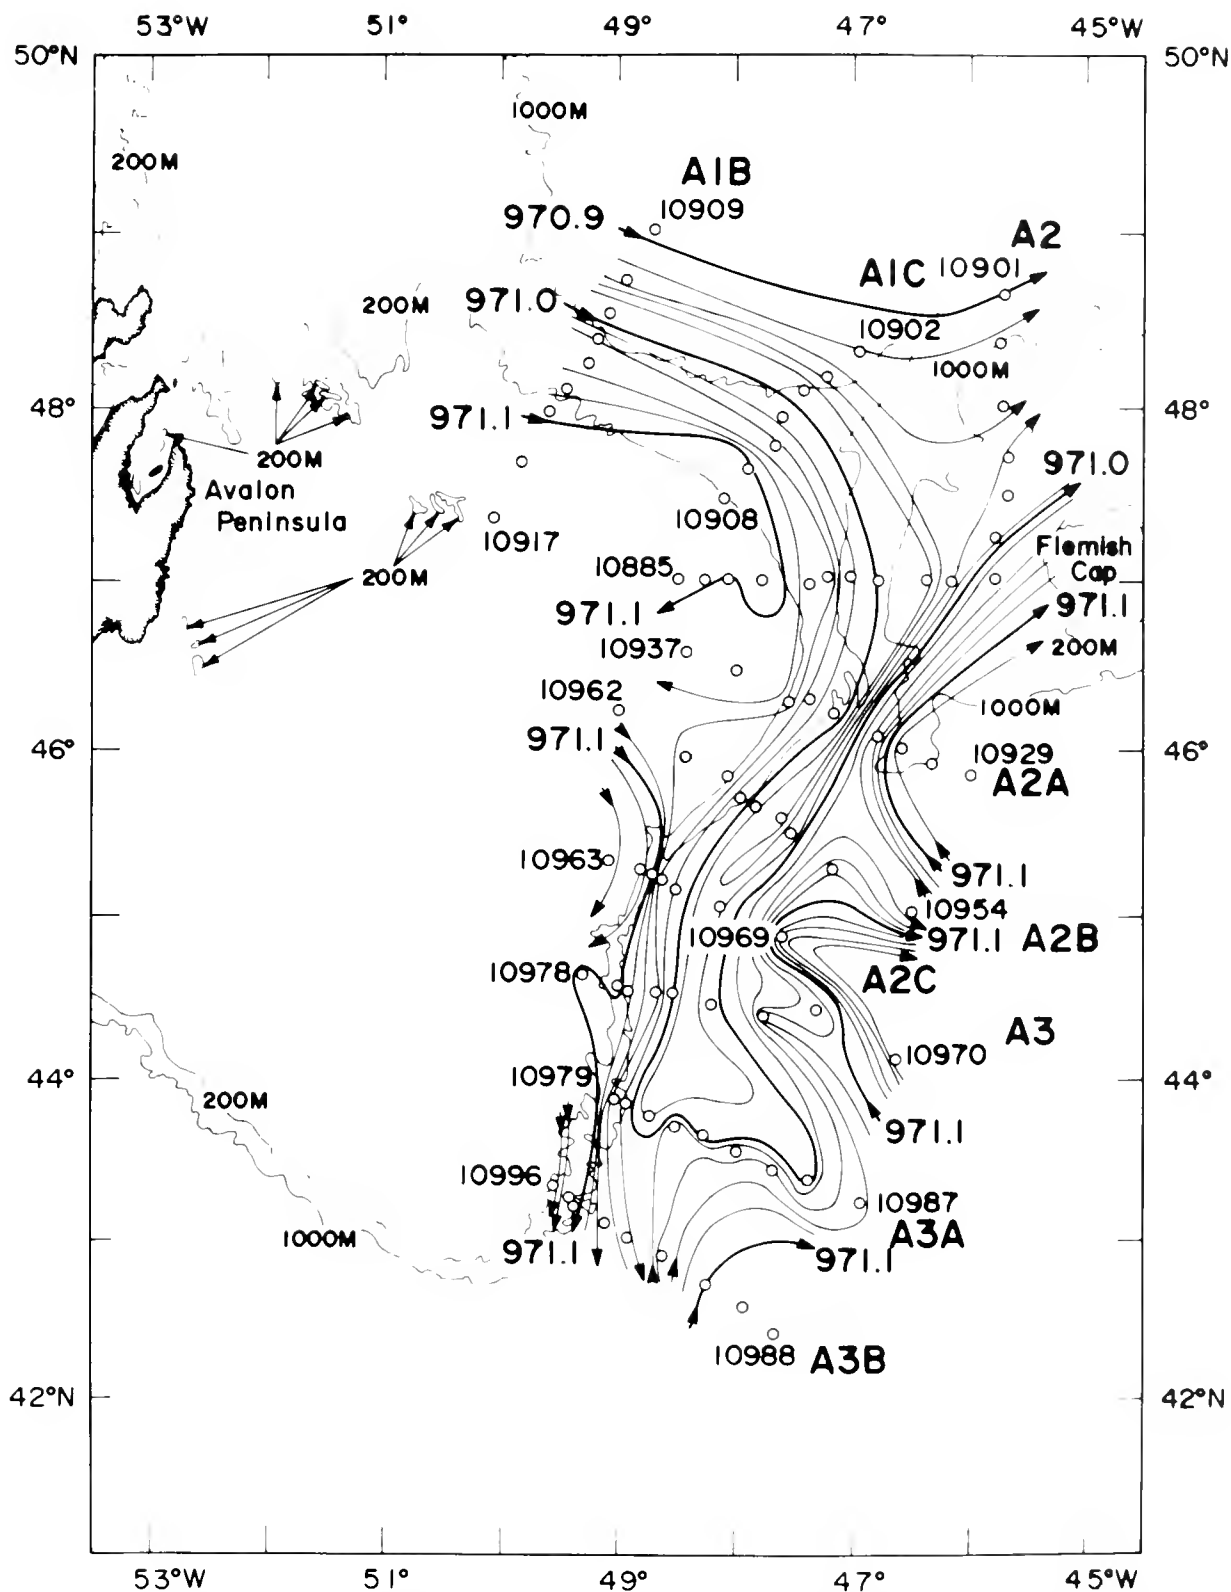 53°W 51° 49° 47° 45°W
50°N 50°N
1000M
200M
A1B
10909
970.9
A2
A1C 10901
200M
971.0
10902
1000M
48° 48°
971.1
200M
971.0
Avalon
Peninsula
10908
10917
Flemish
Cap
10885
200M
971.1
971.1
10937
200M
10962
1000M
971.1
46° 46°
10929
A2A
10963
971.1
10954
10969
971.1 A2B
10978
A2C
A3
10970
10979
44° 44°
200M
971.1
10996
10987
A3A
1000M
971.1
971.1
10988 A3B
42°N 42°N
53°W 51° 49° 47° 45°W